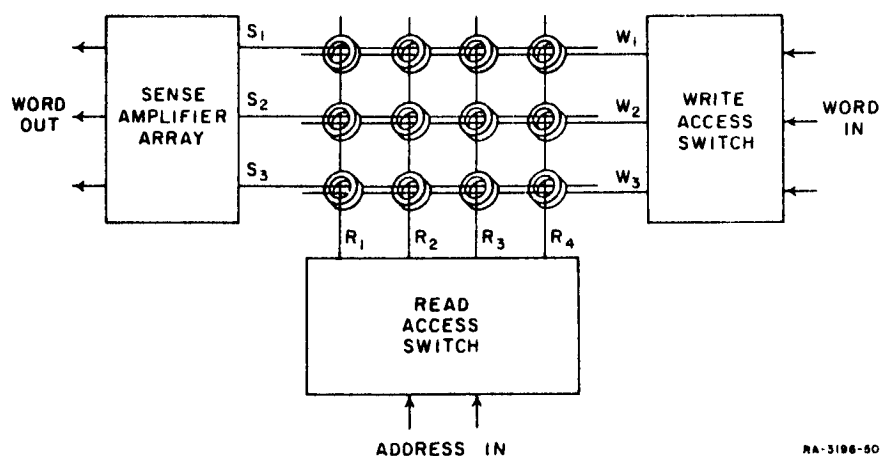 S1
W1
WORD
OUT
SENSE
AMPLIFIER
ARRAY
S2
W2
WRITE
ACCESS
SWITCH
WORD
IN
S3
W3
R1
R2
R3
R4
READ
ACCESS
SWITCH
ADDRESS IN
RA-3196-50